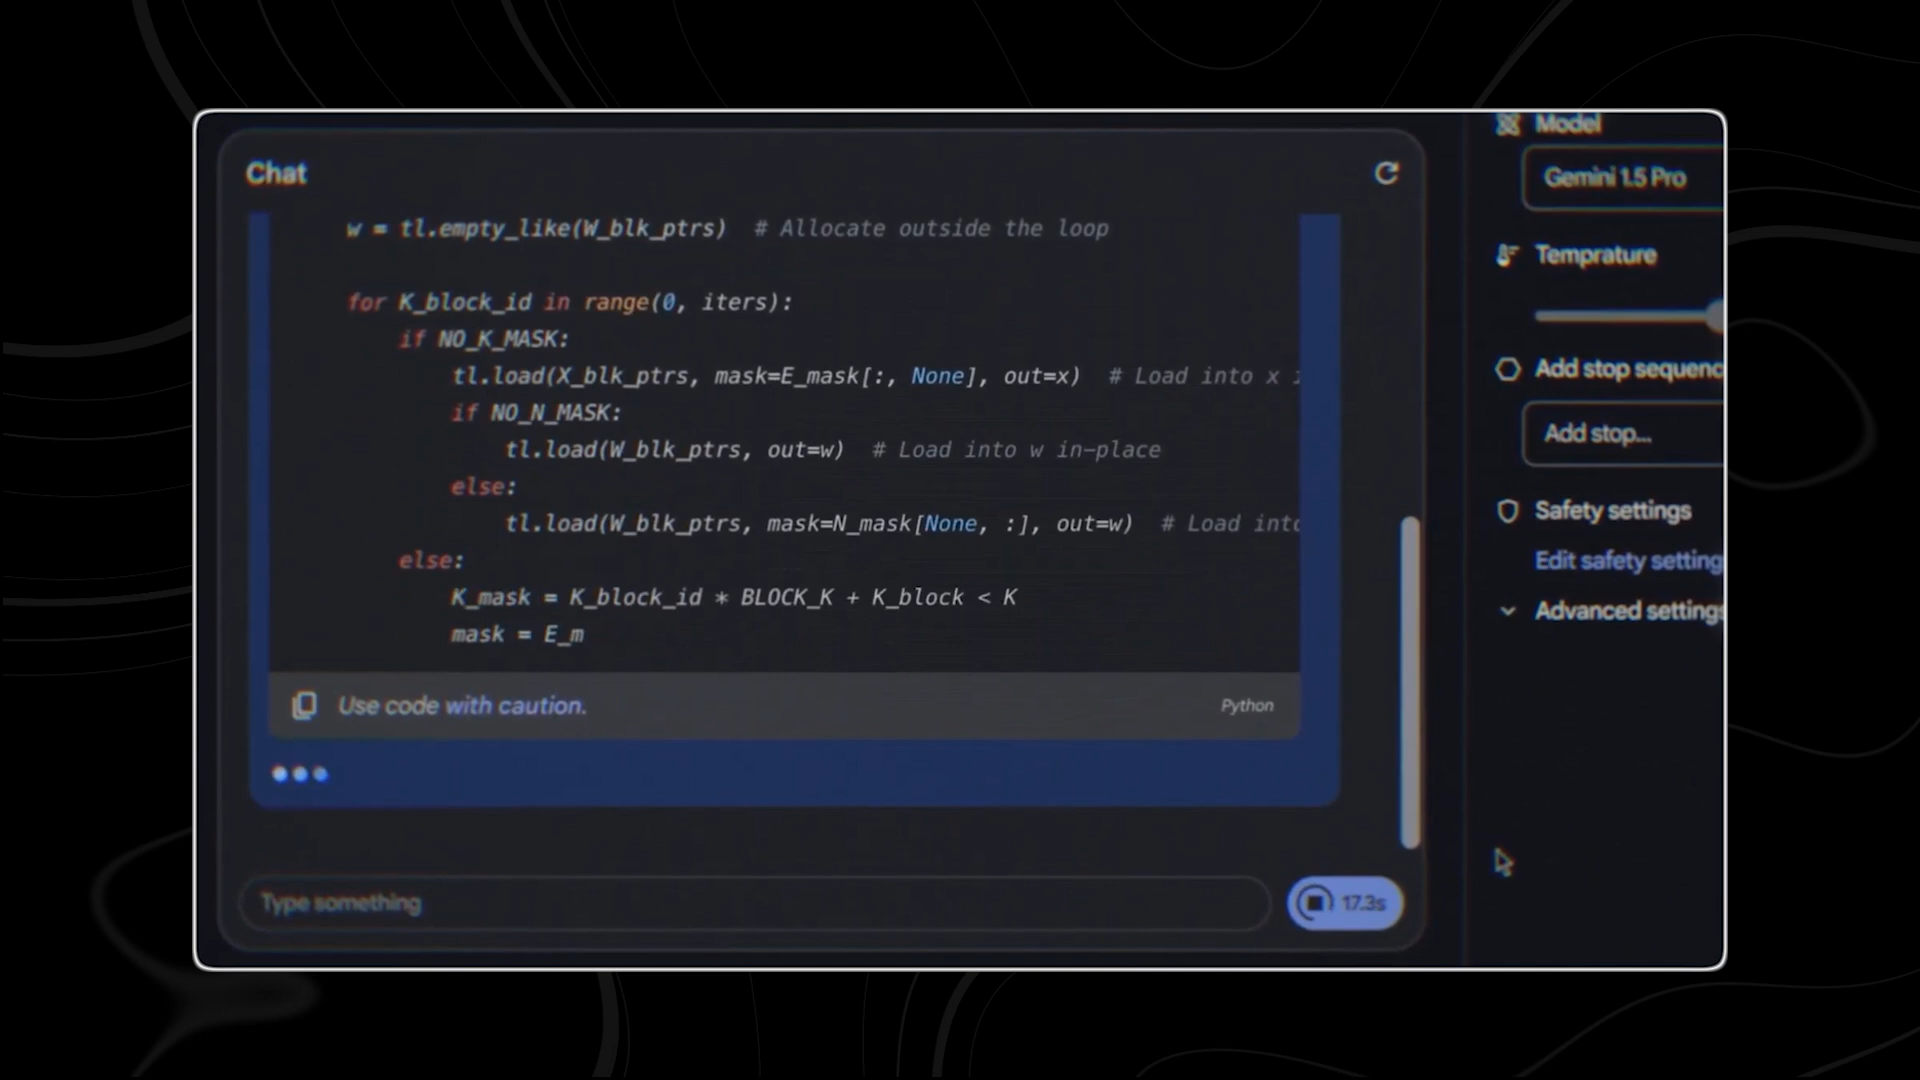 Chat
w = tl.empty_like(W_blk_ptrs)  # Allocate outside the loop
for K_block_id in range(0, iters):
if NO_K_MASK:
tl.load(X_blk_ptrs, mask=E_mask[:, None], out=x)  # Load into x
if NO_N_MASK:
tl.load(W_blk_ptrs, out=w)  # Load into w in-place
else:
tl.load(W_blk_ptrs, mask=N_mask[None, :], out=w)  # Load into
else:
K_mask = K_block_id * BLOCK_K + K_block < K
mask = E_m
Use code with caution.
Python
Type something
17.3s
Model
Gemini 1.5 Pro
Temprature
Add stop sequenc
Add stop...
Safety settings
Edit safety setting
Advanced settings